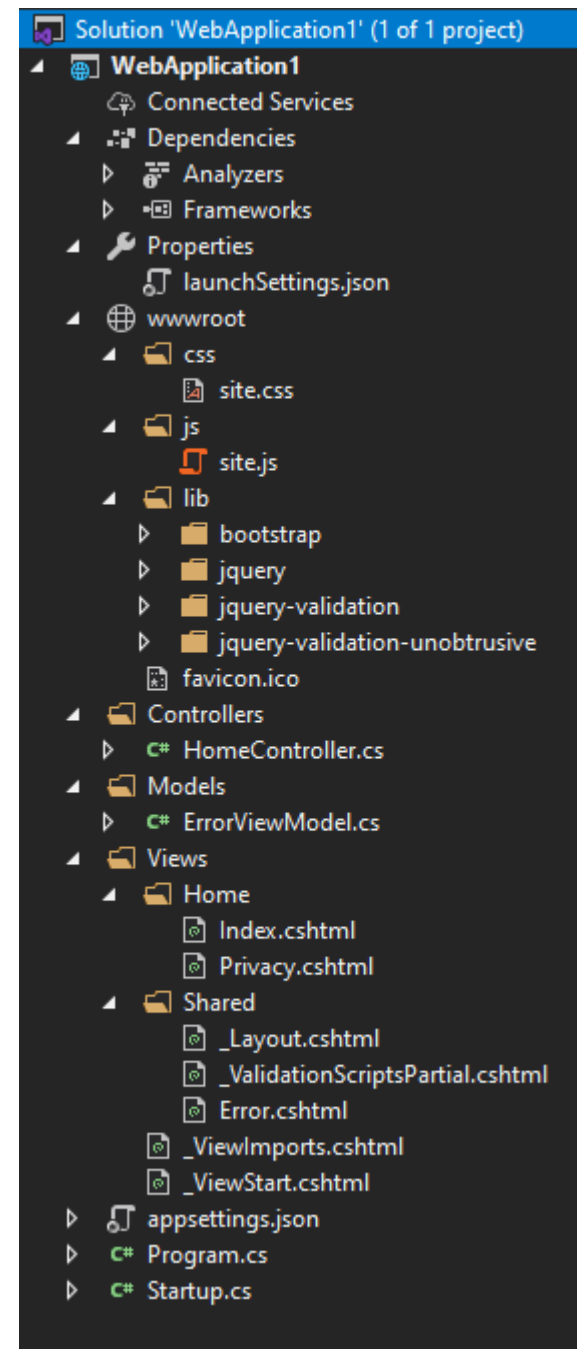 Solution 'WebApplication1' (1 of 1 project)
WebApplication1
Connected Services
Dependencies
Analyzers
Frameworks
Properties
launchSettings.json
wwwroot
css
site.css
js
site.js
lib
bootstrap
jquery
jquery-validation
jquery-validation-unobtrusive
favicon.ico
Controllers
C# HomeController.cs
Models
C# ErrorViewModel.cs
Views
Home
Index.cshtml
Privacy.cshtml
Shared
_Layout.cshtml
_ValidationScriptsPartial.cshtml
Error.cshtml
_ViewImports.cshtml
_ViewStart.cshtml
appsettings.json
C# Program.cs
C# Startup.cs